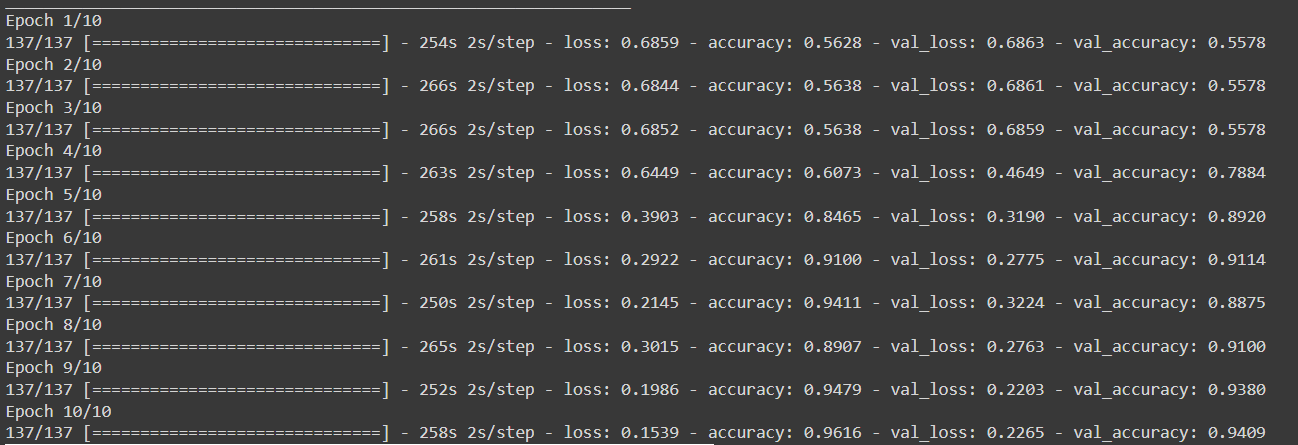 Epoch 1/10
137/137 [==============================] - 254s 2s/step - loss: 0.6859 - accuracy: 0.5628 - val_loss: 0.6863 - val_accuracy: 0.5578
Epoch 2/10
137/137 [==============================] - 266s 2s/step - loss: 0.6844 - accuracy: 0.5638 - val_loss: 0.6861 - val_accuracy: 0.5578
Epoch 3/10
137/137 [==============================] - 266s 2s/step - loss: 0.6852 - accuracy: 0.5638 - val_loss: 0.6859 - val_accuracy: 0.5578
Epoch 4/10
137/137 [==============================] - 263s 2s/step - loss: 0.6449 - accuracy: 0.6073 - val_loss: 0.4649 - val_accuracy: 0.7884
Epoch 5/10
137/137 [==============================] - 258s 2s/step - loss: 0.3903 - accuracy: 0.8465 - val_loss: 0.3190 - val_accuracy: 0.8920
Epoch 6/10
137/137 [==============================] - 261s 2s/step - loss: 0.2922 - accuracy: 0.9100 - val_loss: 0.2775 - val_accuracy: 0.9114
Epoch 7/10
137/137 [==============================] - 250s 2s/step - loss: 0.2145 - accuracy: 0.9411 - val_loss: 0.3224 - val_accuracy: 0.8875
Epoch 8/10
137/137 [==============================] - 265s 2s/step - loss: 0.3015 - accuracy: 0.8907 - val_loss: 0.2763 - val_accuracy: 0.9100
Epoch 9/10
137/137 [==============================] - 252s 2s/step - loss: 0.1986 - accuracy: 0.9479 - val_loss: 0.2203 - val_accuracy: 0.9380
Epoch 10/10
137/137 [==============================] - 258s 2s/step - loss: 0.1539 - accuracy: 0.9616 - val_loss: 0.2265 - val_accuracy: 0.9409